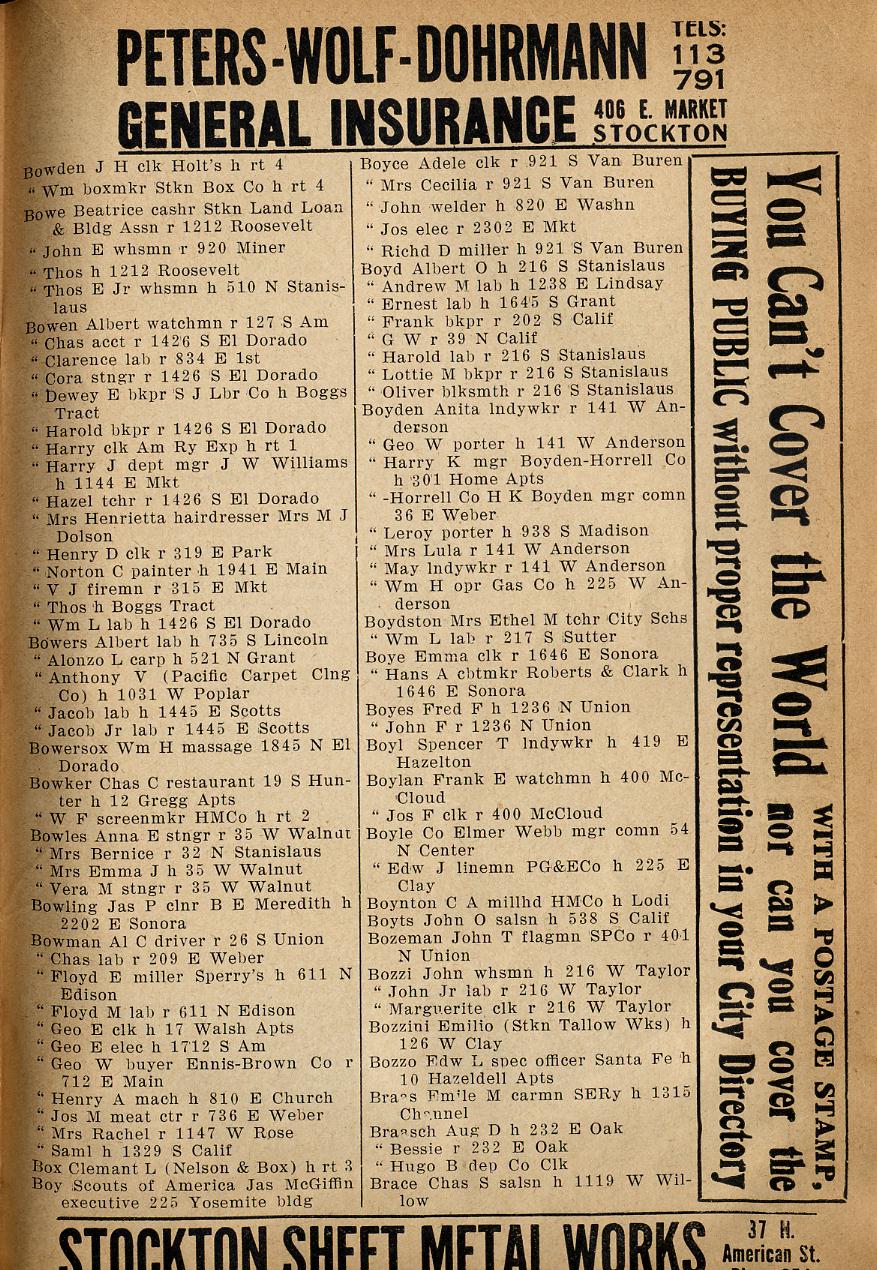 PETERS-WOLF-DOHRMANN
TELS:
113
791
GENERAL INSURANCE
406 E. MARKET
STOCKTON
Bowden J H clk Holt's h rt 4
“ Wm boxmkr Stkn Box Co h rt 4
Bowe Beatrice cashr Stkn Land Loan
& Bldg Assn r 1212 Roosevelt
“ John E whsmn r 920 Miner
“ Thos h 1212 Roosevelt
“ Thos E Jr whsmn h 510 N Stanis-
laus
Bowen Albert watchmn r 127 S Am
“ Chas acct r 1426 S El Dorado
“ Clarence lab r 834 E 1st
“ Cora stngr r 1426 S El Dorado
“ Dewey E bkpr S J Lbr Co h Boggs
Tract
“ Harold bkpr r 1426 S El Dorado
“ Harry clk Am Ry Exp h rt 1
“ Harry J dept mgr J W Williams
h 1144 E Mkt
“ Hazel tchr r 1426 S El Dorado
“ Mrs Henrietta hairdresser Mrs M J
Dolson
“ Henry D clk r 319 E Park
“ Norton C painter h 1941 E Main
“ V J firemn r 315 E Mkt
“ Thos h Boggs Tract
“ Wm L lab h 1426 S El Dorado
Bowers Albert lab h 735 S Lincoln
“ Alonzo L carp h 521 N Grant
“ Anthony V (Pacific Carpet Clng
Co) h 1031 W Poplar
“ Jacob lab h 1445 E Scotts
“ Jacob Jr lab r 1445 E Scotts
Bowersox Wm H massage 1845 N El
Dorado
Bowker Chas C restaurant 19 S Hun-
ter h 12 Gregg Apts
“ W F screenmkr HMCo h rt 2
Bowles Anna E stngr r 35 W Walnut
“ Mrs Bernice r 32 N Stanislaus
“ Mrs Emma J h 35 W Walnut
“ Vera M stngr r 35 W Walnut
Bowling Jas P clnr B E Meredith h
2202 E Sonora
Bowman Al C driver r 26 S Union
“ Chas lab r 209 E Weber
“ Floyd E miller Sperry's h 611 N
Edison
“ Floyd M lab r 611 N Edison
“ Geo E clk h 17 Walsh Apts
“ Geo E elec h 1712 S Am
“ Geo W buyer Ennis-Brown Co r
712 E Main
“ Henry A mach h 810 E Church
“ Jos M meat ctr r 736 E Weber
“ Mrs Rachel r 1147 W Rose
“ Saml h 1329 S Calif
Box Clemant L (Nelson & Box) h rt 3
Boy Scouts of America Jas McGiffin
executive 225 Yosemite bldg
Boyce Adele clk r 921 S Van Buren
“ Mrs Cecilia r 921 S Van Buren
“ John welder h 820 E Washn
“ Jos elec r 2302 E Mkt
“ Richd D miller h 921 S Van Buren
Boyd Albert O h 216 S Stanislaus
“ Andrew M lab h 1238 E Lindsay
“ Ernest lab h 1645 S Grant
“ Frank bkpr r 202 S Calif
“ G W r 39 N Calif
“ Harold lab r 216 S Stanislaus
“ Lottie M bkpr r 216 S Stanislaus
“ Oliver blksmth r 216 S Stanislaus
Boyden Anita lndywkr r 141 W An-
derson
“ Geo W porter h 141 W Anderson
“ Harry K mgr Boyden-Horrell Co
h 301 Home Apts
“ -Horrell Co H K Boyden mgr comn
36 E Weber
“ Leroy porter h 938 S Madison
“ Mrs Lula r 141 W Anderson
“ May lndywkr r 141 W Anderson
“ Wm H opr Gas Co h 225 W An-
derson
Boydston Mrs Ethel M tchr City Schs
“ Wm L lab r 217 S Sutter
Boye Emma clk r 1646 E Sonora
“ Hans A cbtmkr Roberts & Clark h
1646 E Sonora
Boyes Fred F h 1236 N Union
“ John F r 1236 N Union
Boyl Spencer T lndywkr h 419 E
Hazelton
Boylan Frank E watchmn h 400 Mc-
Cloud
“ Jos F clk r 400 McCloud
Boyle Co Elmer Webb mgr comn 54
N Center
“ Edw J linemn PG&ECo h 225 E
Clay
Boynton C A millhd HMCo h Lodi
Boyts John O salsn h 538 S Calif
Bozeman John T flagmn SPCo r 401
N Union
Bozzi John whsmn h 216 W Taylor
“ John Jr lab r 216 W Taylor
“ Marguerite clk r 216 W Taylor
Bozzini Emilio (Stkn Tallow Wks) h
126 W Clay
Bozzo Edw L spec officer Santa Fe h
10 Hazeldell Apts
Emile M carmn SERy h 1315
Channel
Braasch Aug D h 232 E Oak
“ Bessie r 232 E Oak
“ Hugo B dep Co Clk
Brace Chas S salsn h 1119 W Wil-
low
You Can't Cover the World WITH A POSTAGE STAMP,
nor can you cover the
BUYING PUBLIC without proper representation in your City Directory
STOCKTON SHEET METAL WORKS
37 N.
American St.